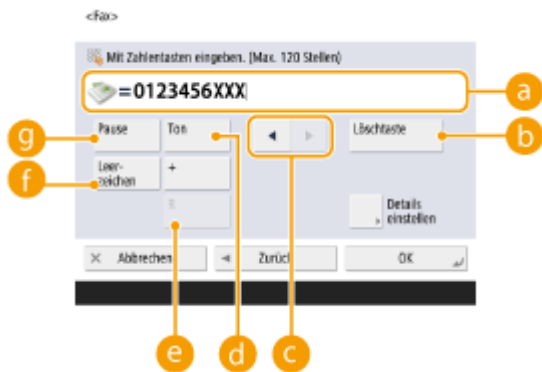 <Fax>
Mit Zahlentasten eingeben. (Max. 120 Stellen)
=0123456XXX
a
Pause
Ton
◀
▶
Löschtaste
b
g
Leer-
zeichen
+
f
R
Details
einstellen
× Abbrechen
◀ Zurück
OK
e
d
c